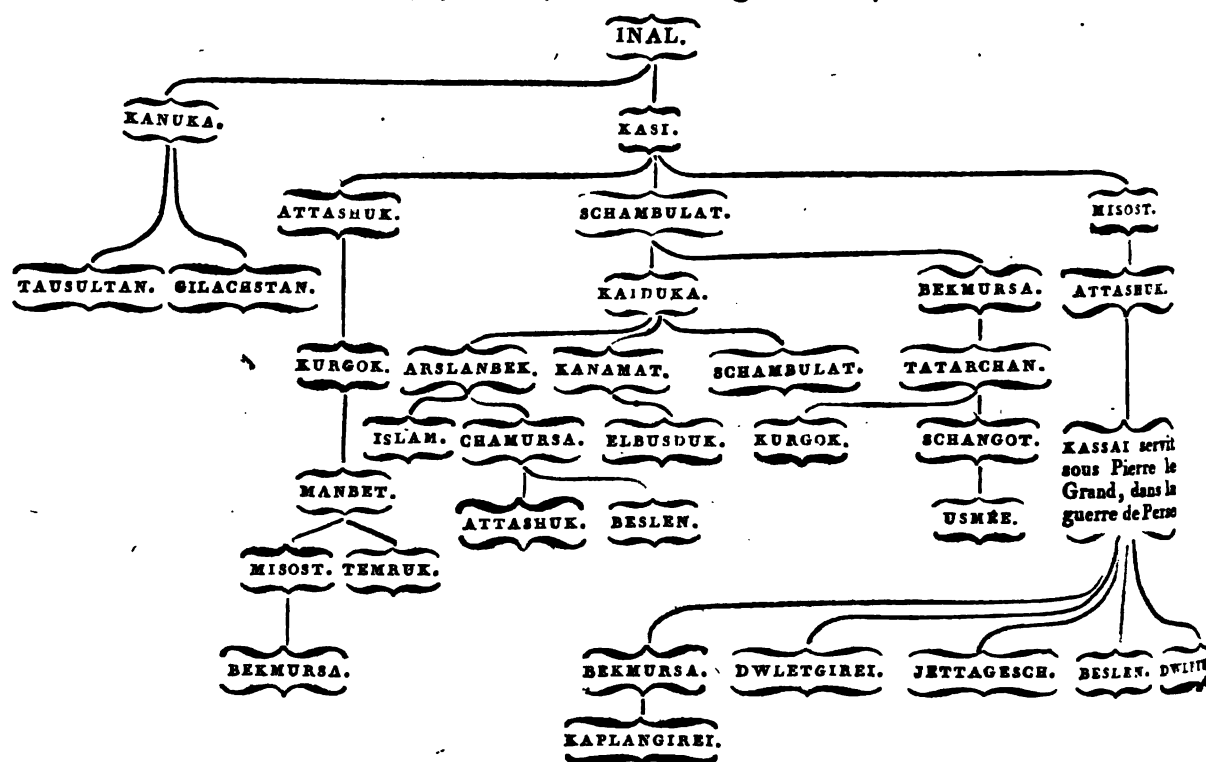 INAL.
KANUKA.
KASI.
ATTASHUK.
SCHAMBULAT.
MISOST.
TAUSULTAN. GILACHSTAN.
KAIDUKA.
BEKMURSA.
ATTASHUK.
KURGOK. ARSLANBEK. KANAMAT. SCHAMBULAT. TATARCHAN.
ISLAM. CHAMURSA. ELBUSDUK. KURGOK. SCHANGOT.
KASSAI servit
sous Pierre le
Grand, dans la
guerre de Perse
MANBET.
ATTASHUK. BESLEN. USMÉE.
MISOST. TEMRUK.
BEKMURSA. BEKMURSA. DWLETGIREI. JETTAGESCH. BESLEN.
KAPLANGIREI.